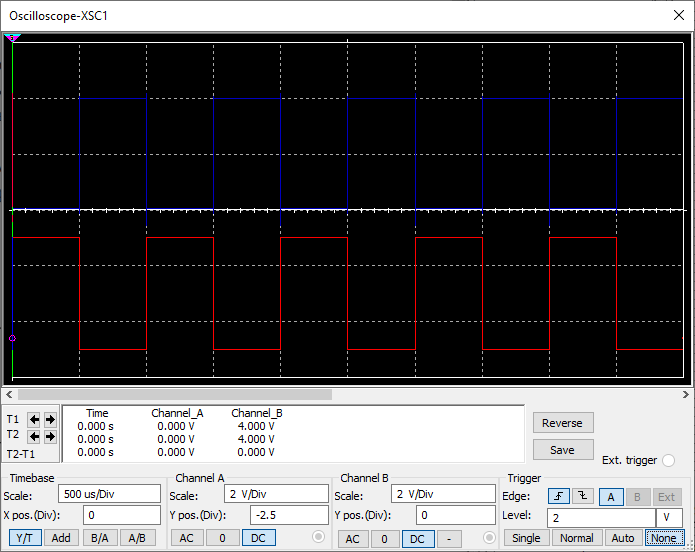 Oscilloscope-XSC1
T1
T2
T2-T1
Time Channel_A Channel_B
0.000 s 0.000 V 4.000 V
0.000 s 0.000 V 4.000 V
0.000 s 0.000 V 0.000 V
Reverse
Save
Ext. trigger
Timebase
Scale: 500 us/Div
X pos.(Div): 0
Y/T Add B/A A/B
Channel A
Scale: 2 V/Div
Y pos.(Div): -2.5
AC 0 DC
Channel B
Scale: 2 V/Div
Y pos.(Div): 0
AC 0 DC -
Trigger
Edge: A B Ext
Level: 2 V
Single Normal Auto None